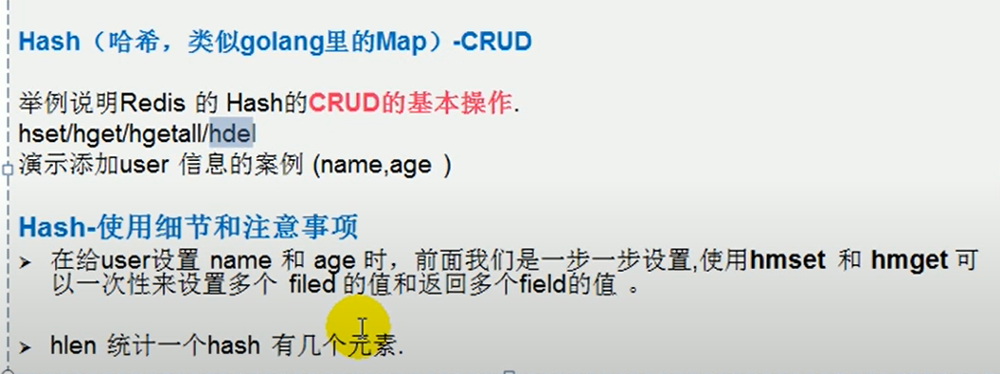 Hash（哈希，类似golang里的Map）-CRUD
举例说明Redis 的 Hash的CRUD的基本操作.
hset/hget/hgetall/hdel
演示添加user 信息的案例 (name,age )
Hash-使用细节和注意事项
➢ 在给user设置 name 和 age 时，前面我们是一步一步设置,使用hmset 和 hmget 可
以一次性来设置多个 filed 的值和返回多个field的值 。
➢ hlen 统计一个hash 有几个元素.